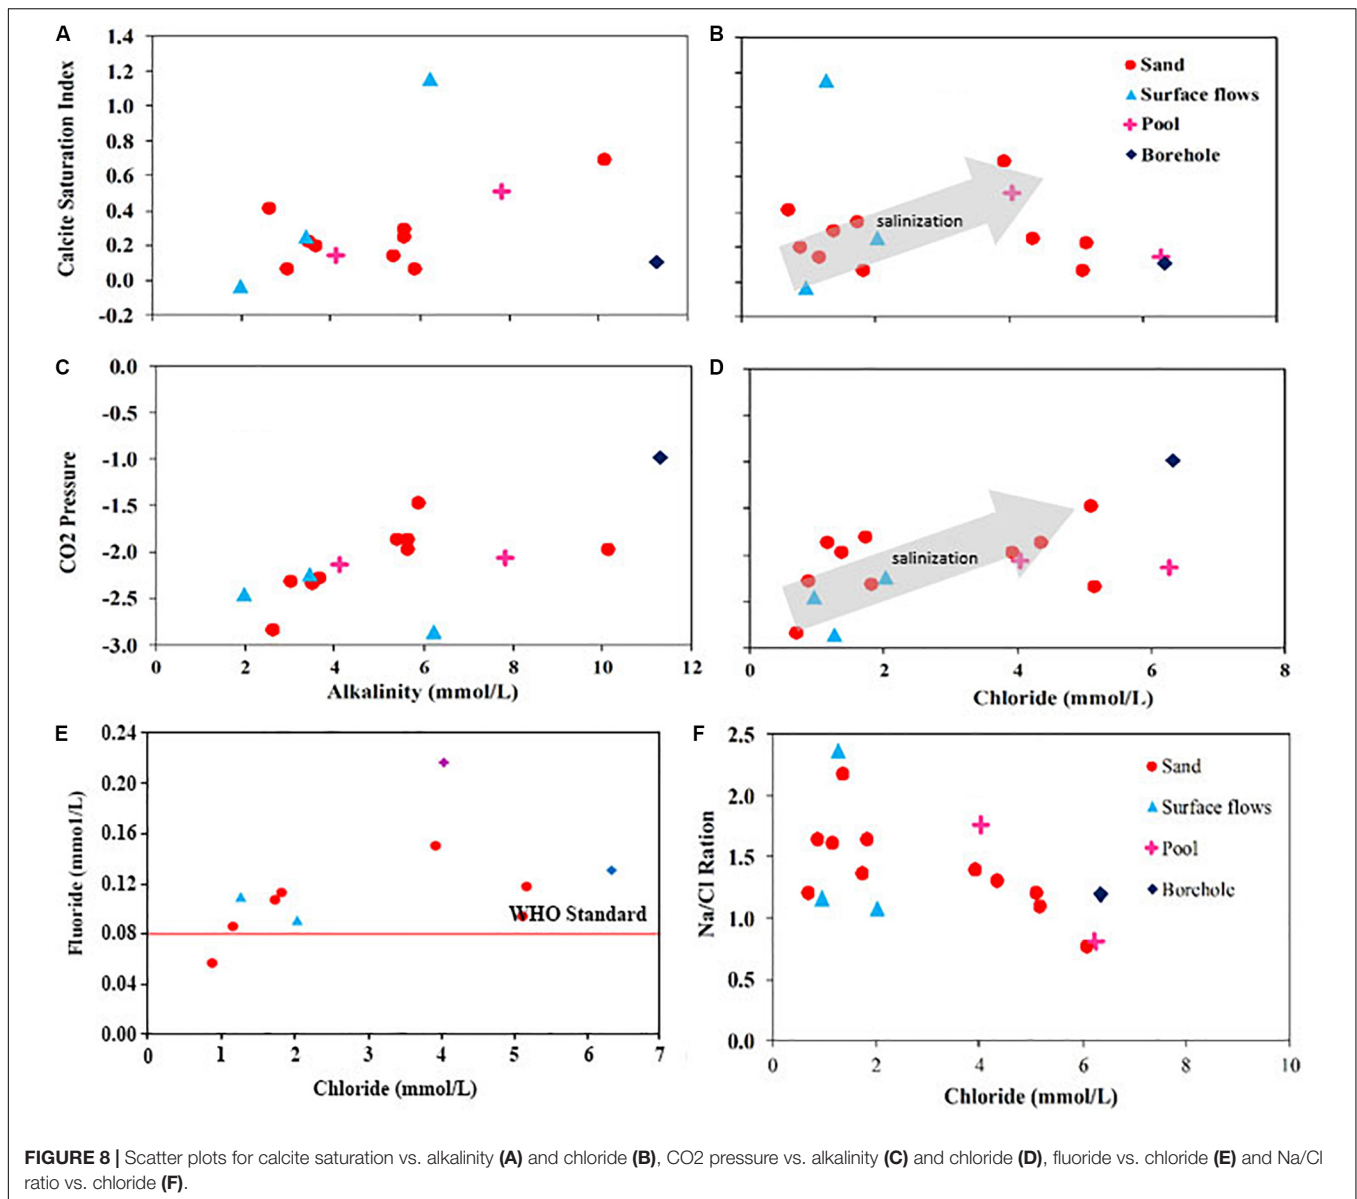 A
B
1.4
1.2
1.0
0.8
0.6
0.4
0.2
0.0
-0.2
Calcite Saturation Index
Sand
Surface flows
Pool
Borehole
salinization
C
D
0.0
-0.5
-1.0
-1.5
-2.0
-2.5
-3.0
CO2 Pressure
0 2 4 6 8 10 12
Alkalinity (mmol/L)
salinization
0 2 4 6 8
Chloride (mmol/L)
E
0.24
0.20
0.16
0.12
0.08
0.04
0.00
Fluoride (mmol/L)
WHO Standard
0 1 2 3 4 5 6 7
Chloride (mmol/L)
F
2.5
2.0
1.5
1.0
0.5
0.0
Na/Cl Ration
Sand
Surface flows
Pool
Borehole
0 2 4 6 8 10
Chloride (mmol/L)
FIGURE 8 | Scatter plots for calcite saturation vs. alkalinity (A) and chloride (B), CO2 pressure vs. alkalinity (C) and chloride (D), fluoride vs. chloride (E) and Na/Cl
ratio vs. chloride (F).